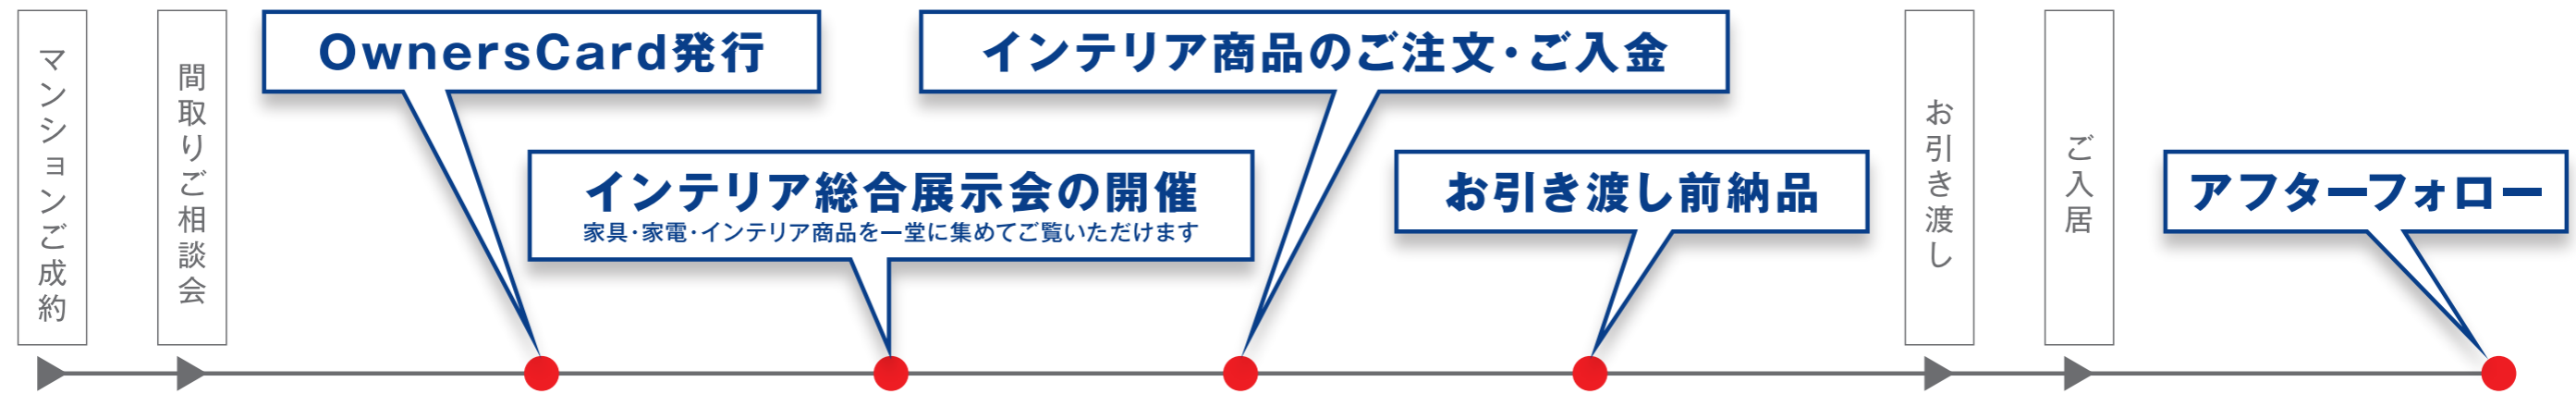 マンションご成約
間取りご相談会
OwnersCard発行
インテリア総合展示会の開催
家具･家電･インテリア商品を一堂に集めてご覧いただけます
インテリア商品のご注文･ご入金
お引き渡し前納品
お引き渡し
ご入居
アフターフォロー